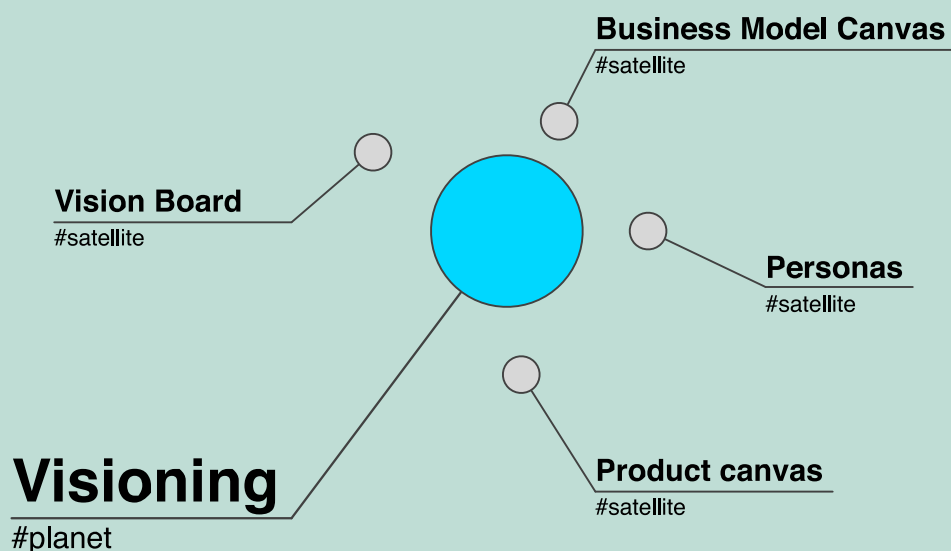 Business Model Canvas
#satellite
Vision Board
#satellite
Personas
#satellite
Product canvas
#satellite
Visioning
#planet